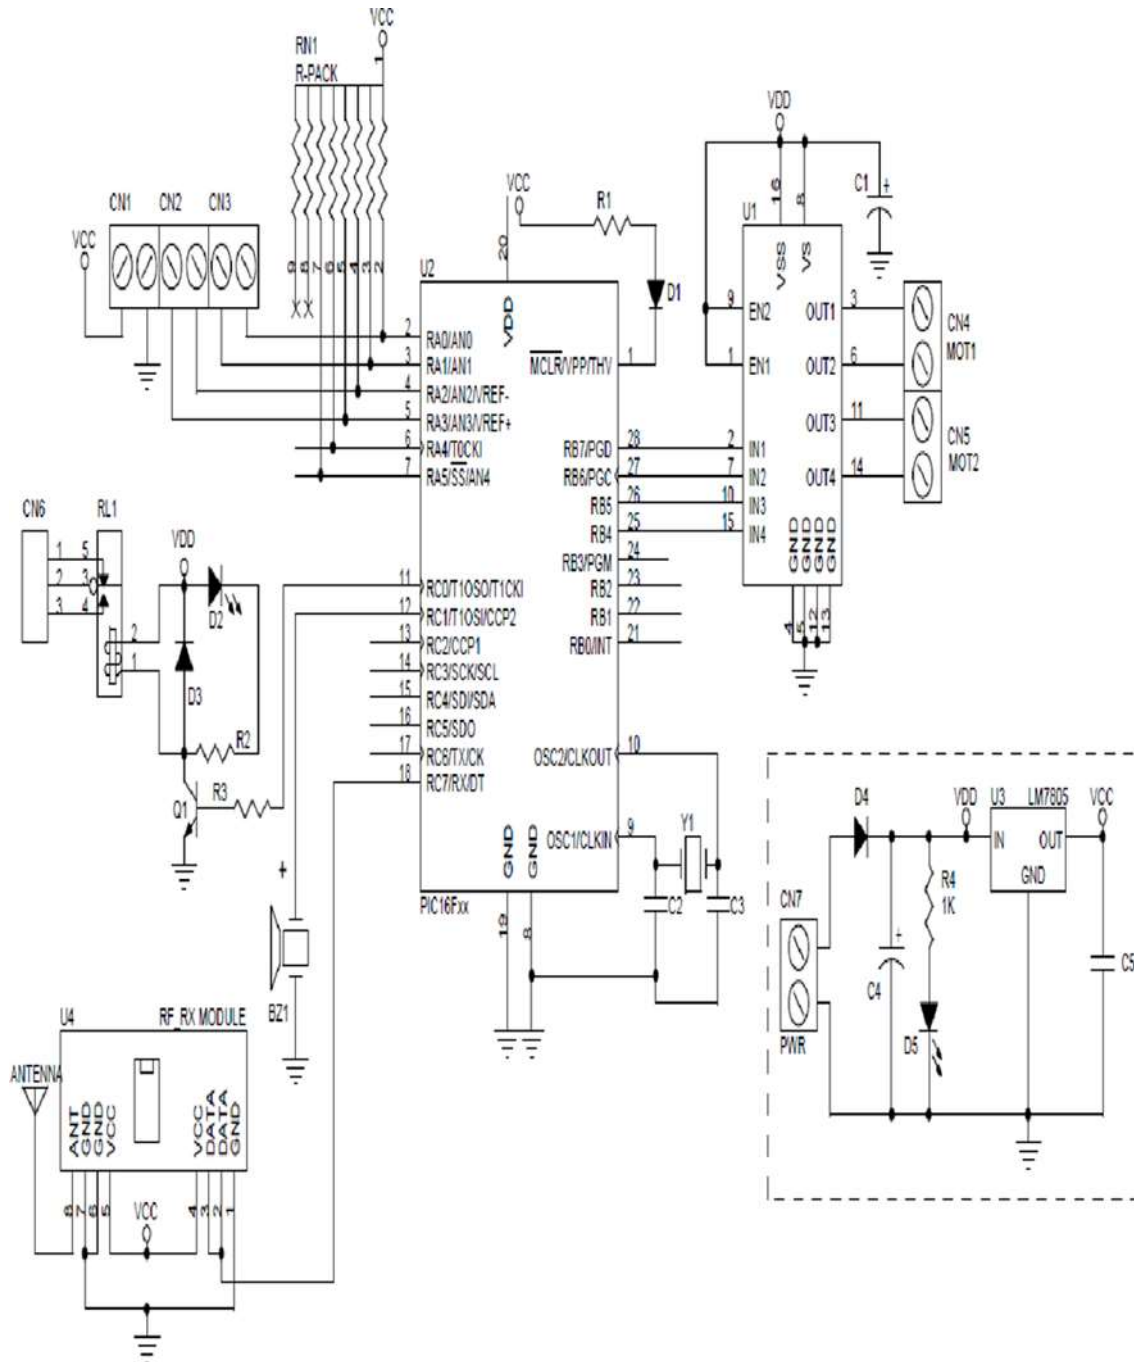 VCC
RN1
R-PACK
1
9
8
7
6
5
4
3
2
CN1 CN2 CN3
VCC
VCC
R1
D1
20
U2
VDD
2 RA0/AN0
3 RA1/AN1
4 RA2/AN2/VREF-
5 RA3/AN3/VREF+
6 RA4/T0CKI
7 RA5/SS/AN4
11 RC0/T1OSO/T1CKI
12 RC1/T1OSI/CCP2
13 RC2/CCP1
14 RC3/SCK/SCL
15 RC4/SDI/SDA
16 RC5/SDO
17 RC6/TX/CK
18 RC7/RX/DT
MCLR/VPP/THV 1
RB7/PGD 28
RB6/PGC 27
RB5 26
RB4 25
RB3/PGM 24
RB2 23
RB1 22
RB0/INT 21
OSC2/CLKOUT 10
OSC1/CLKIN 9
GND
GND
PIC16Fxx
19
8
Y1
C2
C3
VDD
16
8
C1
+
U1
VSS
VS
9 EN2
1 EN1
2 IN1
7 IN2
10 IN3
15 IN4
OUT1 3
OUT2 6
OUT3 11
OUT4 14
GND
GND
GND
GND
4
5
12
13
CN4
MOT1
CN5
MOT2
CN6
RL1
1 5
2 3
3 4
2
1
VDD
D2
D3
R2
R3
Q1
+
BZ1
U4 RF_RX MODULE
ANTENNA
ANT
GND
GND
VCC
VCC
DATA
DATA
GND
8
7
6
5
4
3
2
1
VCC
D4
VDD
U3 LM7805
VCC
IN OUT
GND
R4
1K
CN7
PWR
+
C4
D5
C5